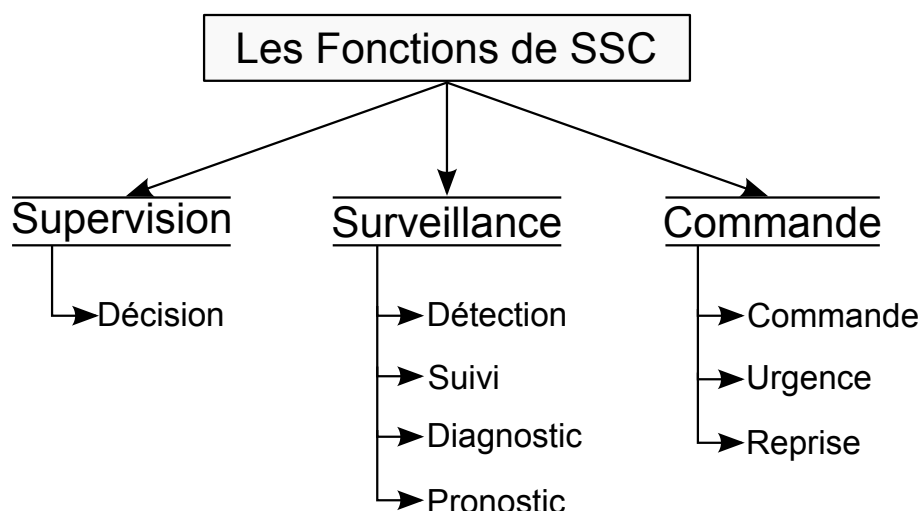 Les Fonctions de SSC
Supervision
Décision
Surveillance
Détection
Suivi
Diagnostic
Pronostic
Commande
Commande
Urgence
Reprise